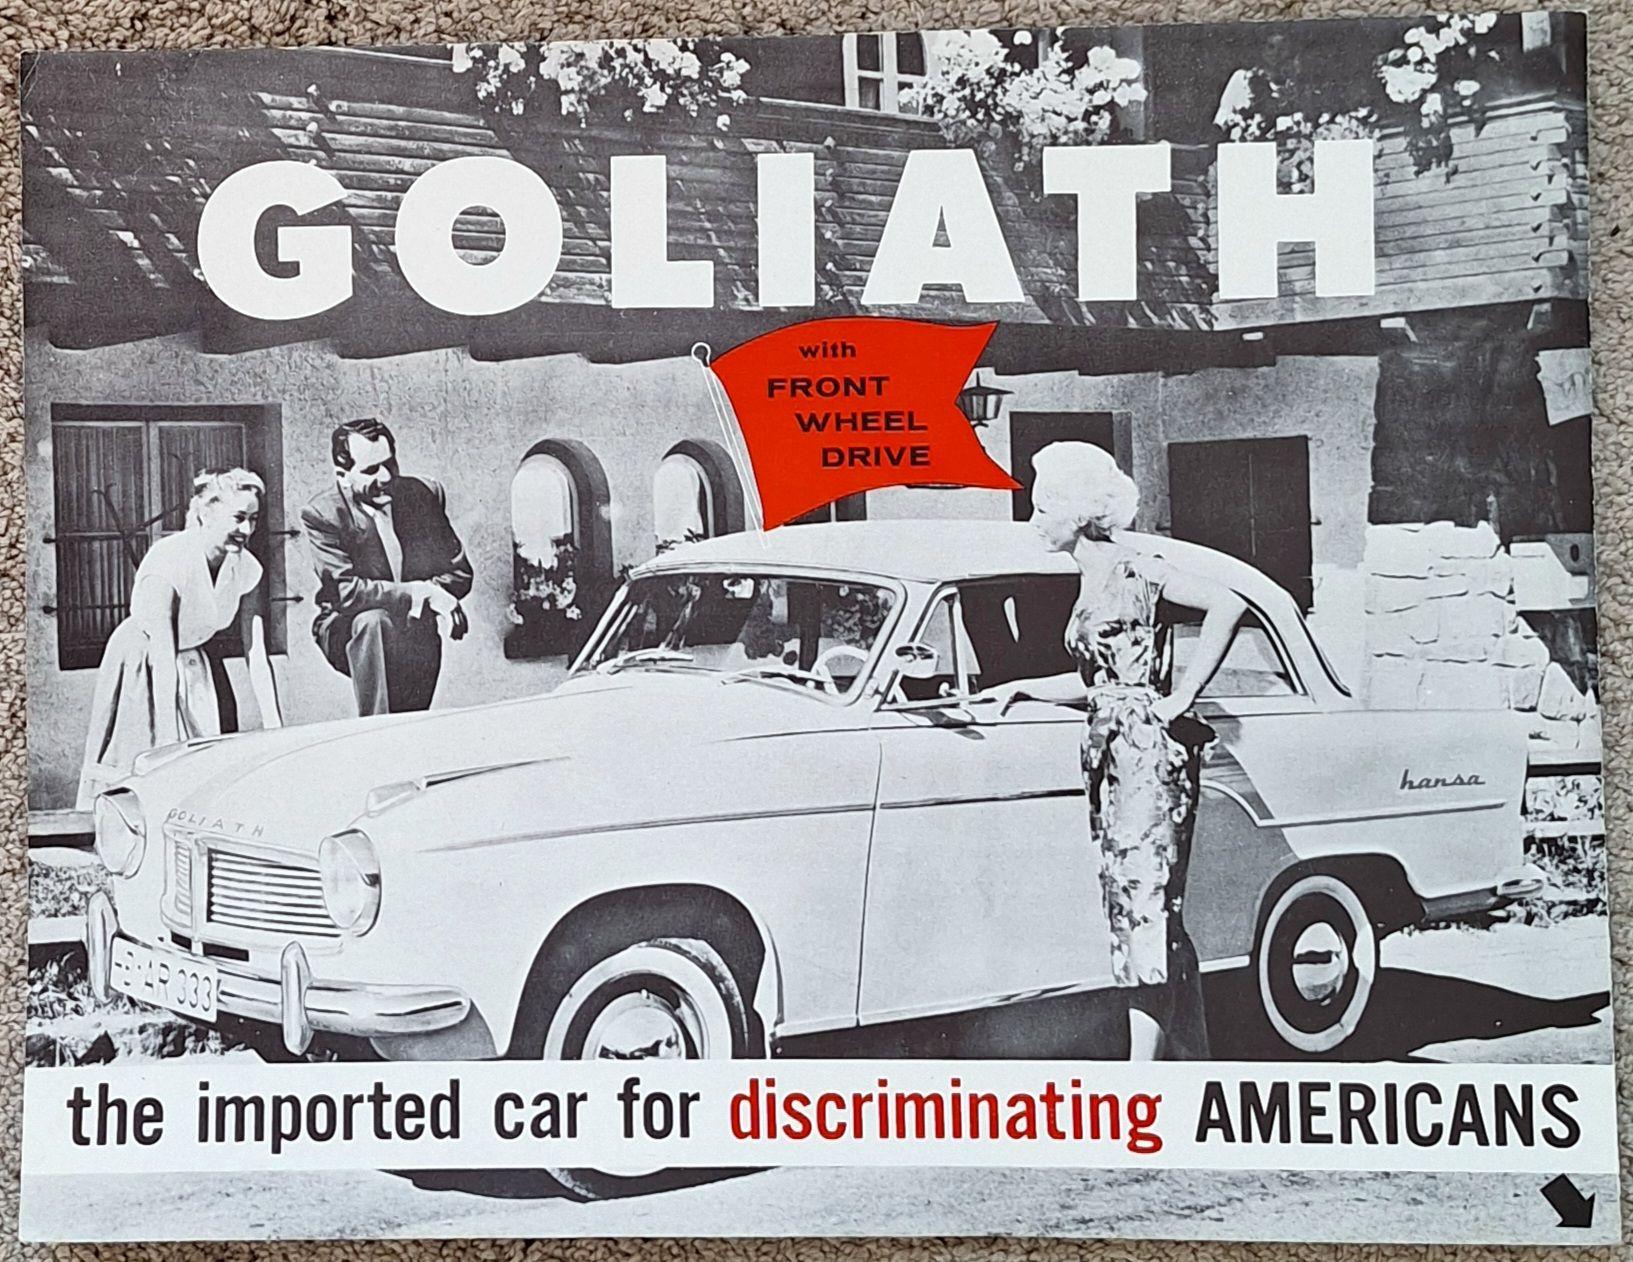 GOLIATH
with
FRONT
WHEEL
DRIVE
hansa
GOLIATH
AR 333
the imported car for discriminating AMERICANS